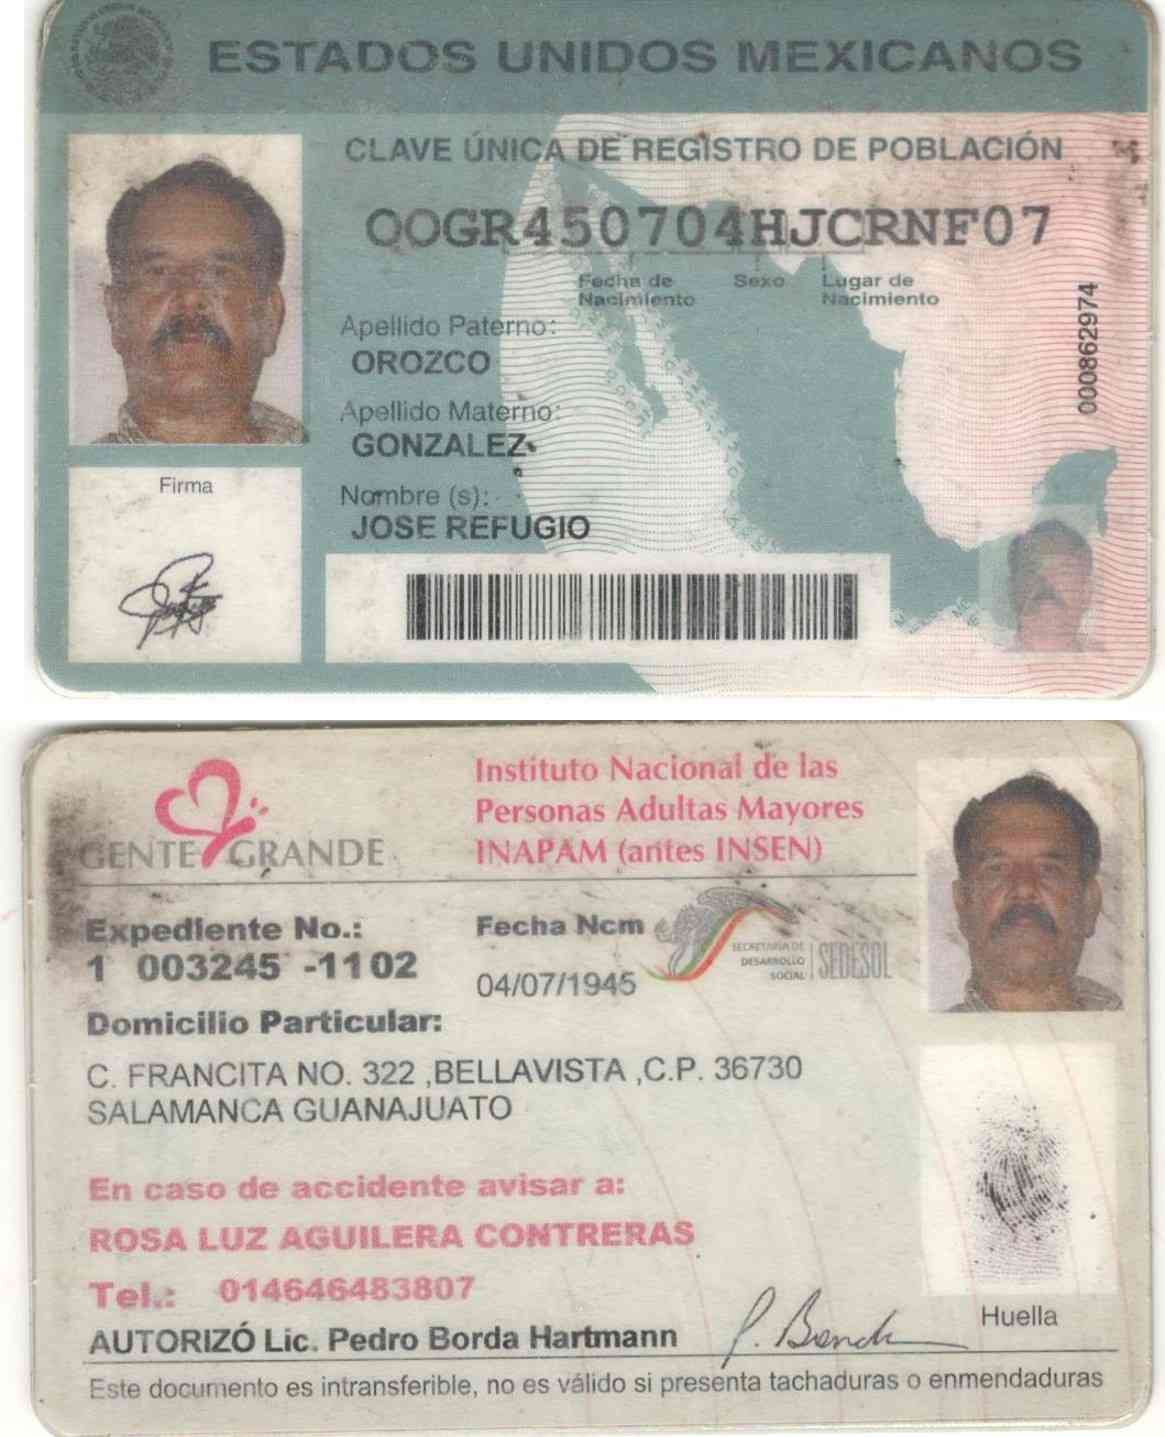 ESTADOS UNIDOS MEXICANOS
CLAVE ÚNICA DE REGISTRO DE POBLACIÓN
OOGR450704HJCRNF07
Fecha de Nacimiento
Sexo
Lugar de Nacimiento
000862974
Apellido Paterno:
OROZCO
Apellido Materno:
GONZALEZ
Nombre (s):
JOSE REFUGIO
Firma
GENTE GRANDE
Instituto Nacional de las
Personas Adultas Mayores
INAPAM (antes INSEN)
Expediente No.:
1 003245 -1102
Fecha Ncm
04/07/1945
SECRETARIA DE
DESARROLLO
SOCIAL
SEDESOL
Domicilio Particular:
C. FRANCITA NO. 322 ,BELLAVISTA ,C.P. 36730
SALAMANCA GUANAJUATO
En caso de accidente avisar a:
ROSA LUZ AGUILERA CONTRERAS
Tel.: 014646483807
AUTORIZÓ Lic. Pedro Borda Hartmann
Huella
Este documento es intransferible, no es válido si presenta tachaduras o enmendaduras